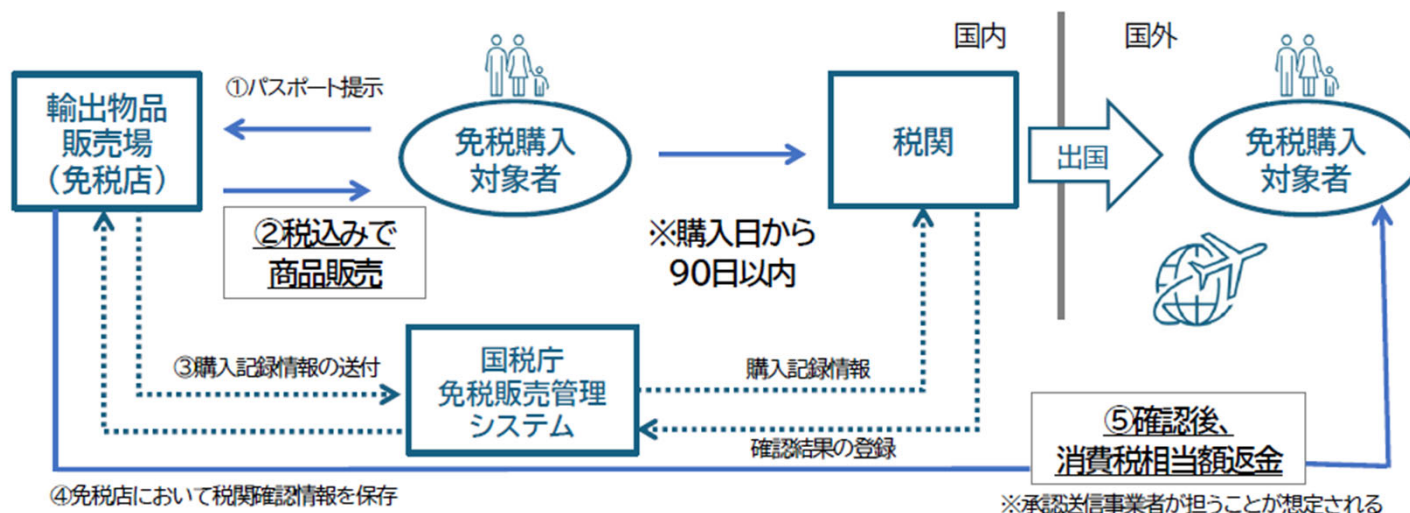 国内
国外
①パスポート提示
輸出物品
販売場
（免税店）
免税購入
対象者
税関
出国
免税購入
対象者
②税込みで
商品販売
※購入日から
90日以内
③購入記録情報の送付
国税庁
免税販売管理
システム
購入記録情報
確認結果の登録
⑤確認後、
消費税相当額返金
④免税店において税関確認情報を保存
※承認送信事業者が担うことが想定される